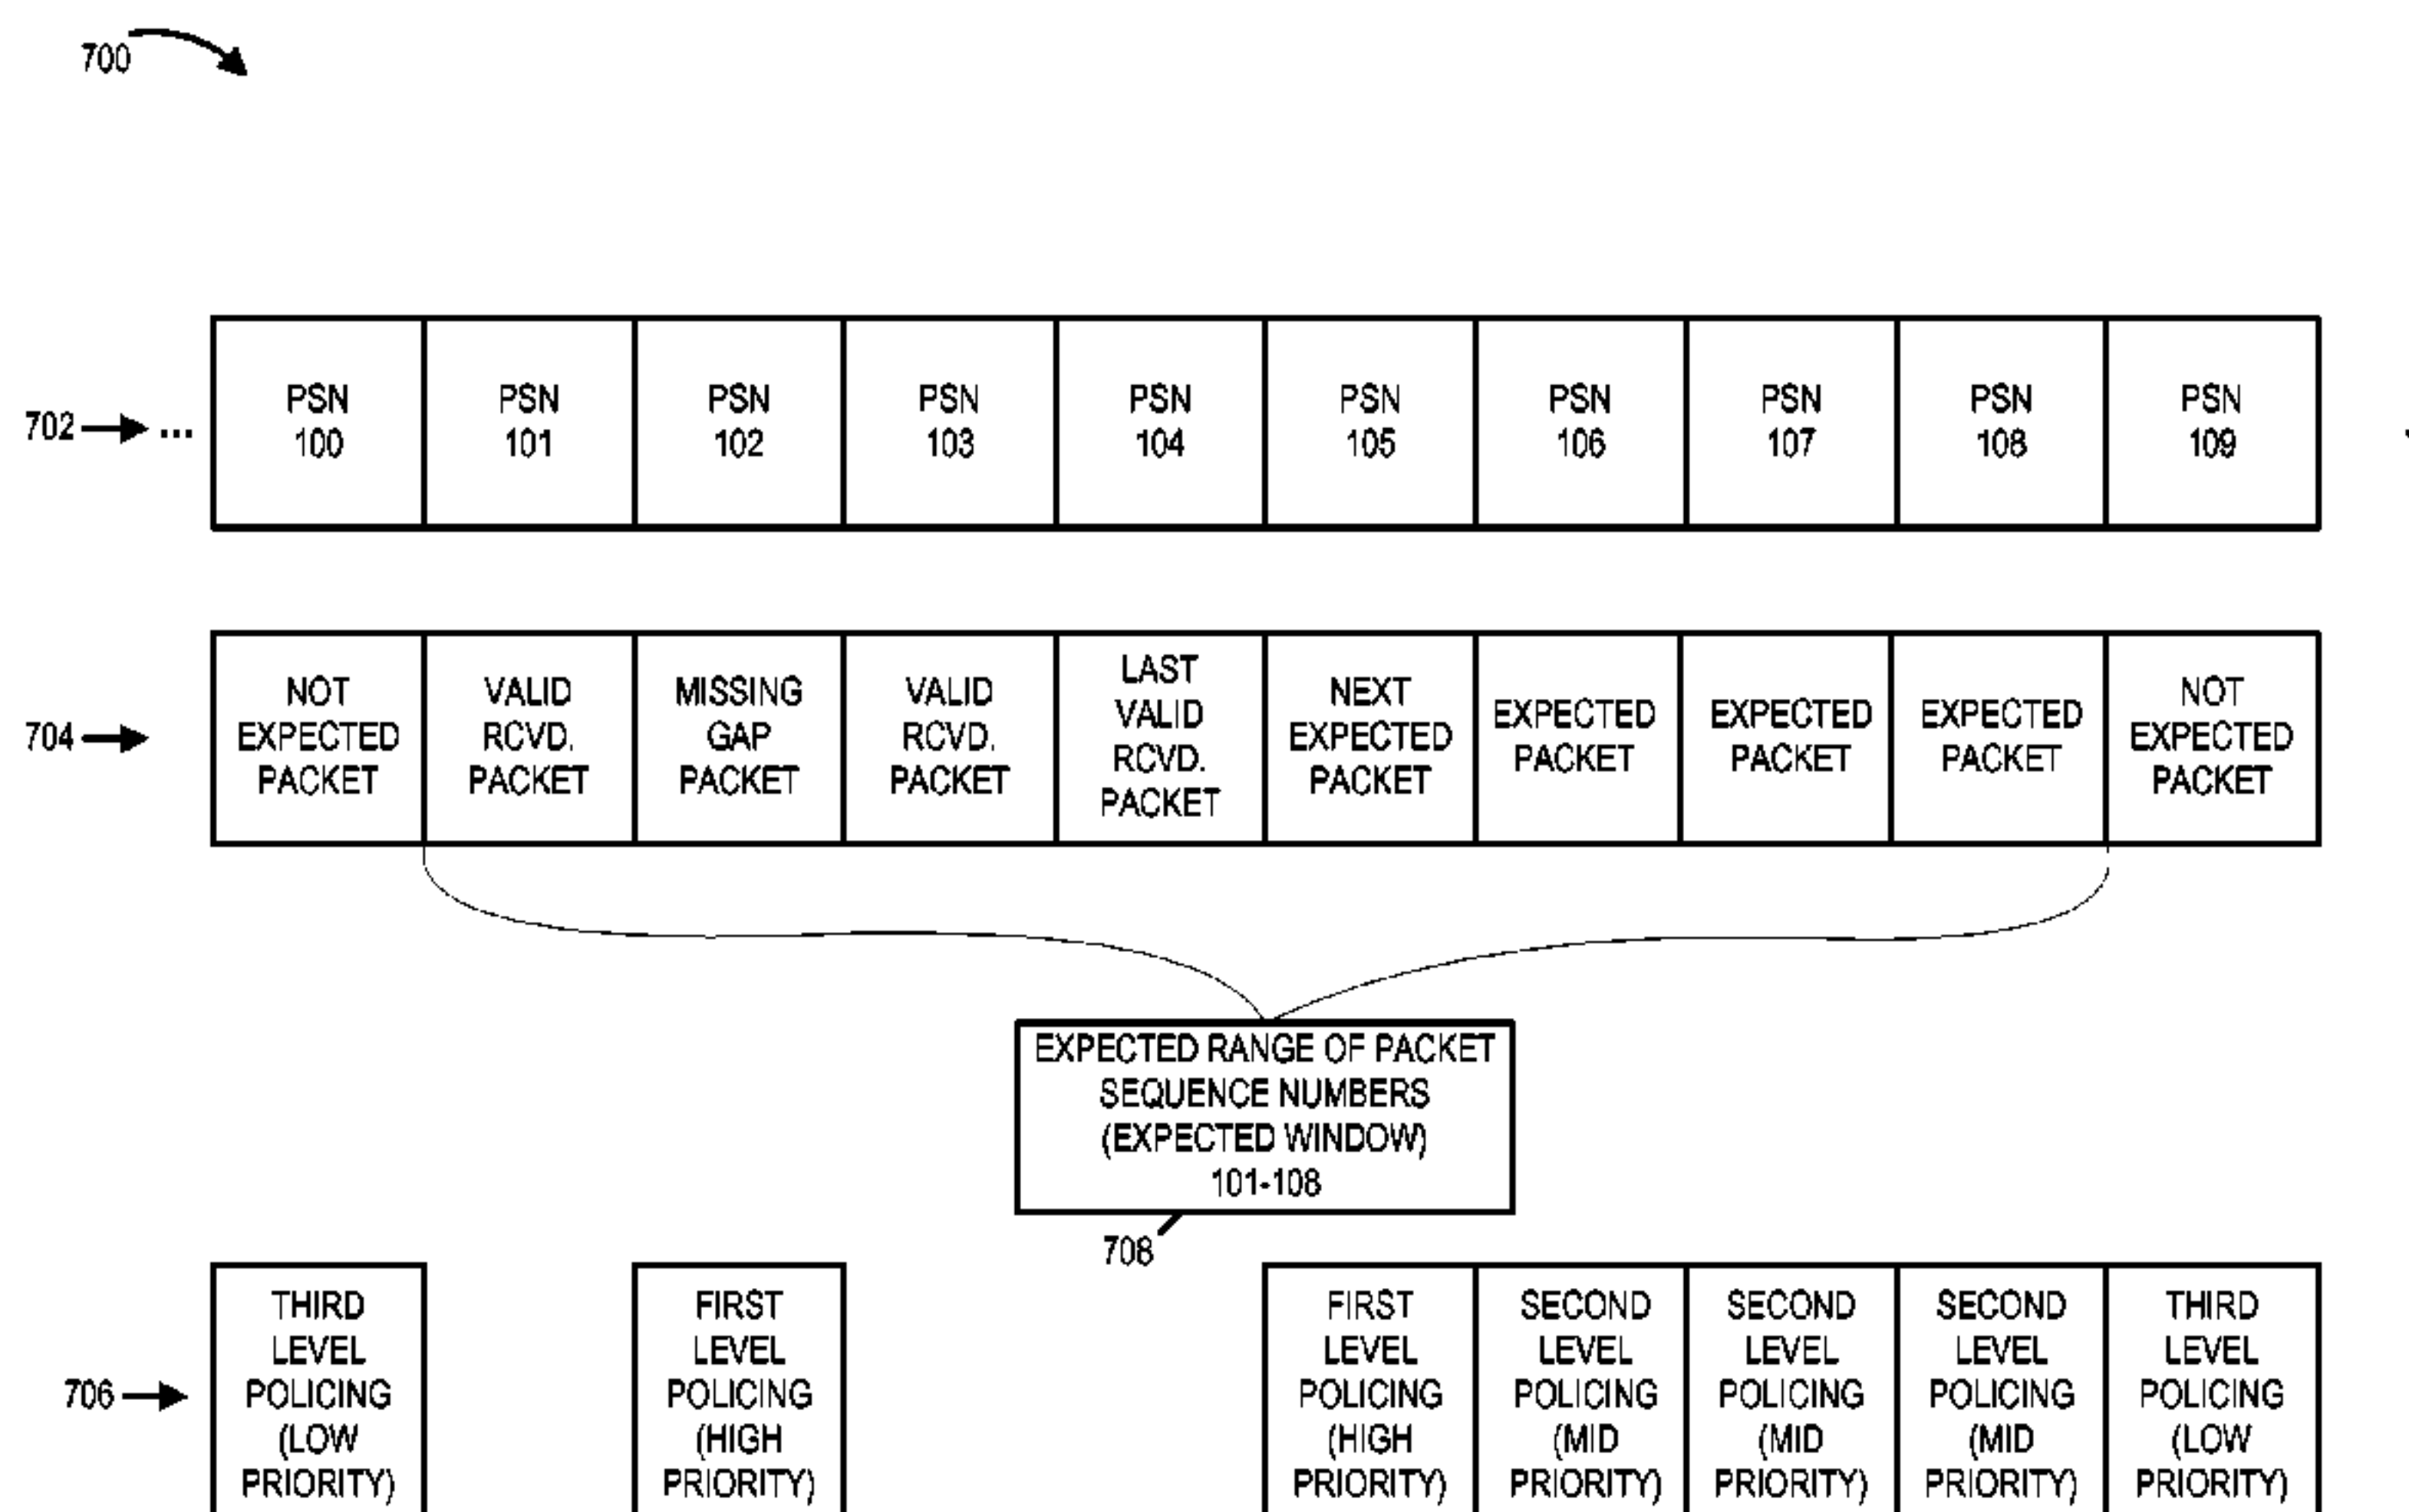 700
702 ...
PSN 100
PSN 101
PSN 102
PSN 103
PSN 104
PSN 105
PSN 106
PSN 107
PSN 108
PSN 109
704
NOT
EXPECTED
PACKET
VALID
RCVD.
PACKET
MISSING
GAP
PACKET
VALID
RCVD.
PACKET
LAST
VALID
RCVD.
PACKET
NEXT
EXPECTED
PACKET
EXPECTED
PACKET
EXPECTED
PACKET
EXPECTED
PACKET
NOT
EXPECTED
PACKET
EXPECTED RANGE OF PACKET
SEQUENCE NUMBERS
(EXPECTED WINDOW)
101-108
708
706
THIRD
LEVEL
POLICING
(LOW
PRIORITY)
FIRST
LEVEL
POLICING
(HIGH
PRIORITY)
FIRST
LEVEL
POLICING
(HIGH
PRIORITY)
SECOND
LEVEL
POLICING
(MID
PRIORITY)
SECOND
LEVEL
POLICING
(MID
PRIORITY)
SECOND
LEVEL
POLICING
(MID
PRIORITY)
THIRD
LEVEL
POLICING
(LOW
PRIORITY)